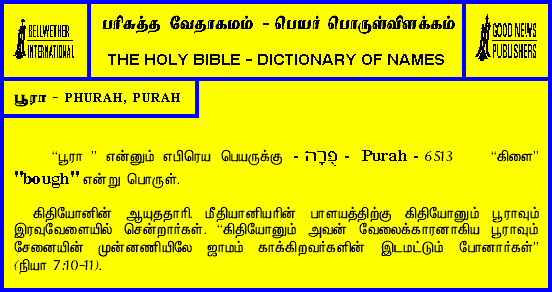 BELLWETHER
INTERNATIONAL
பரிசுத்த வேதாகமம் - பெயர் பொருள்விளக்கம்
THE HOLY BIBLE - DICTIONARY OF NAMES
GOOD NEWS
PUBLISHERS
பூரா - PHURAH, PURAH
“பூரா ” என்னும் எபிரெய பெயருக்கு - פֻּרָה - Purah - 6513 “கிளை”
"bough" என்று பொருள்.
கிதியோனின் ஆயுததாரி. மீதியானியரின் பாளயத்திற்கு கிதியோனும் பூராவும்
இரவுவேளையில் சென்றார்கள். “கிதியோனும் அவன் வேலைக்காரனாகிய பூராவும்
சேனையின் முன்னணியிலே ஜாமம் காக்கிறவர்களின் இடமட்டும் போனார்கள்”
(நியா 7:10-11).